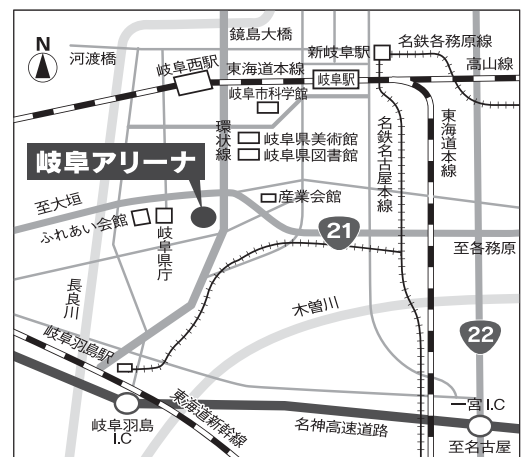 N
河渡橋
鏡島大橋
新岐阜駅
名鉄各務原線
岐阜西駅
東海道本線
岐阜駅
高山線
岐阜市科学館
環状線
岐阜県美術館
岐阜県図書館
名鉄名古屋本線
東海道本線
岐阜アリーナ
至大垣
産業会館
ふれあい会館
岐阜県庁
21
至各務原
長良川
木曽川
22
岐阜羽島駅
東海道新幹線
岐阜羽島
I.C
名神高速道路
一宮 I.C
至名古屋